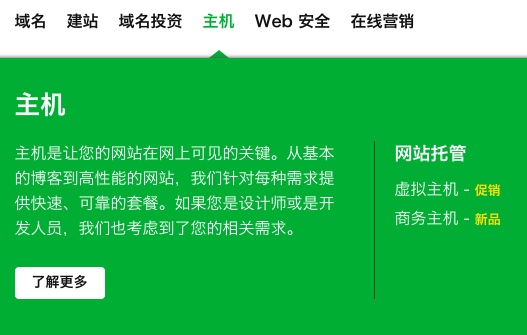 域名 建站 域名投资 主机 Web 安全 在线营销
主机
主机是让您的网站在网上可见的关键。从基本
的博客到高性能的网站，我们针对每种需求提
供快速、可靠的套餐。如果您是设计师或是开
发人员，我们也考虑到了您的相关需求。
了解更多
网站托管
虚拟主机 - 促销
商务主机 - 新品